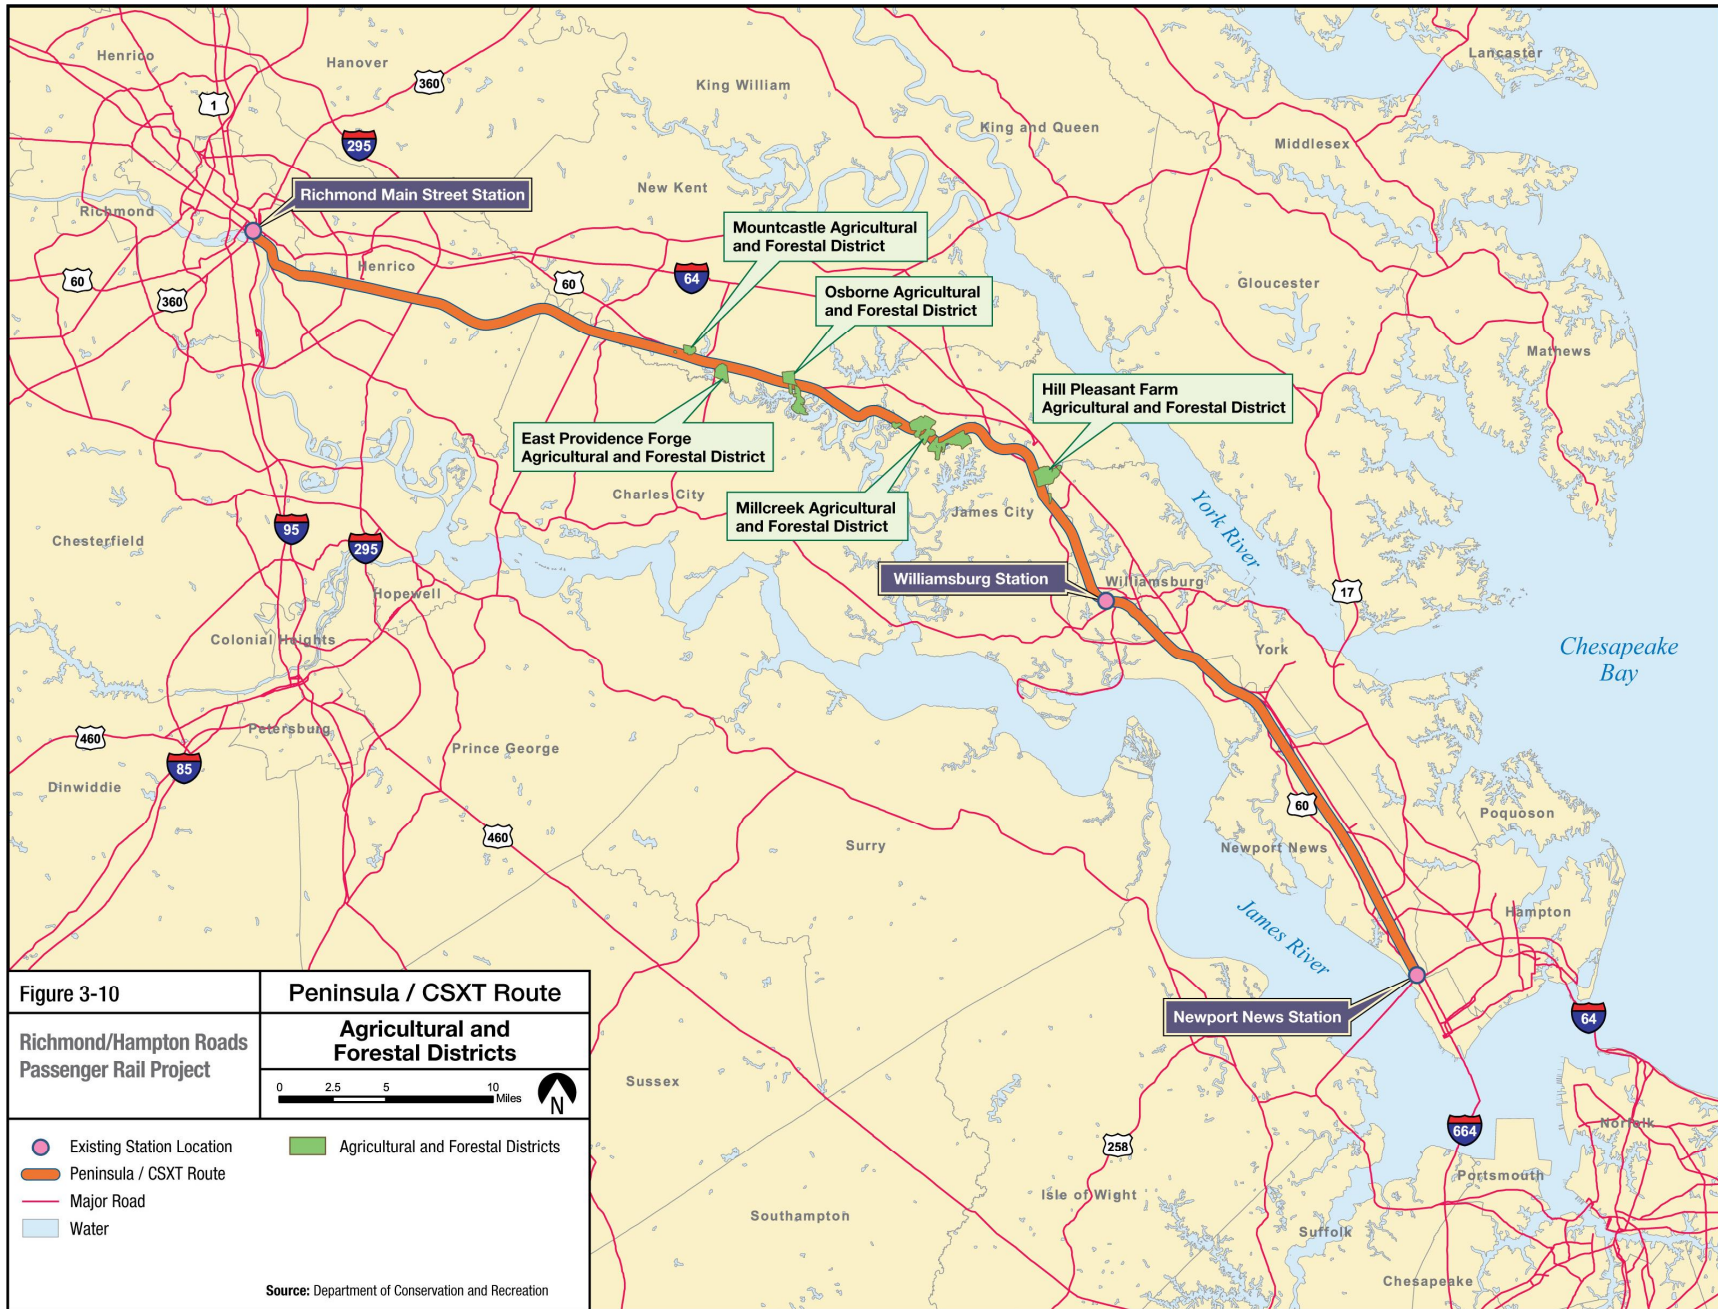 Henrico
Hanover
360
1
295
King William
King and Queen
Lancaster
Middlesex
Richmond Main Street Station
New Kent
Richmond
Mountcastle Agricultural
and Forestal District
Henrico
60
360
60
64
Osborne Agricultural
and Forestal District
Gloucester
Mathews
Hill Pleasant Farm
Agricultural and Forestal District
East Providence Forge
Agricultural and Forestal District
Charles City
Millcreek Agricultural
and Forestal District
James City
York River
95
295
Chesterfield
Hopewell
Colonial Heights
Williamsburg Station
Williamsburg
17
York
Chesapeake
Bay
Petersburg
460
85
Prince George
Dinwiddie
460
Surry
60
Newport News
Poquoson
Hampton
James River
Newport News Station
64
Figure 3-10
Peninsula / CSXT Route
Richmond/Hampton Roads
Passenger Rail Project
Agricultural and
Forestal Districts
0 2.5 5 10
Miles
N
Sussex
664
Norfolk
258
Portsmouth
Isle of Wight
Southampton
Suffolk
Chesapeake
Existing Station Location
Agricultural and Forestal Districts
Peninsula / CSXT Route
Major Road
Water
Source: Department of Conservation and Recreation